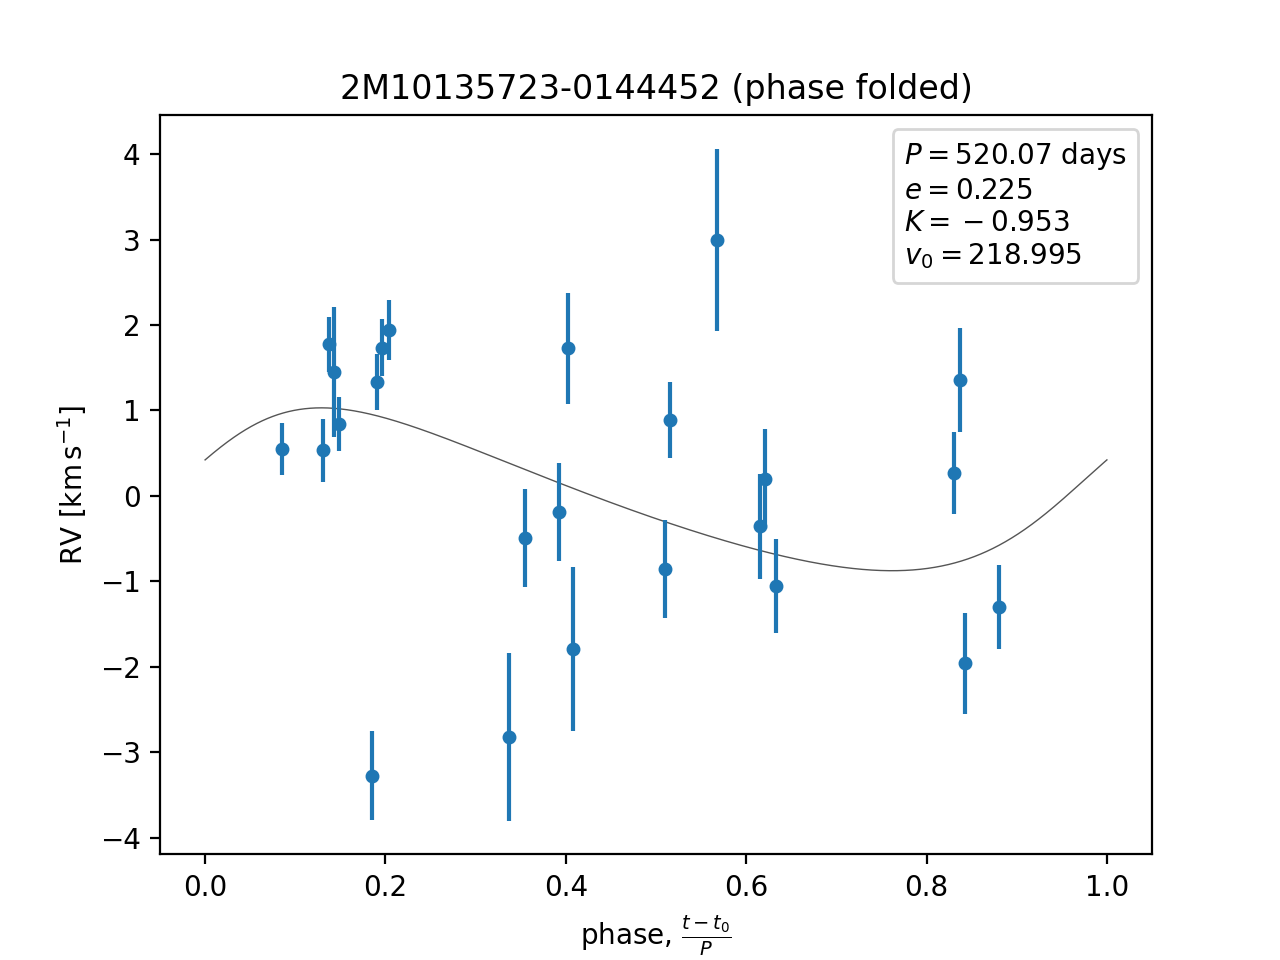 2M10135723-0144452 (phase folded)
P = 520.07 days
e = 0.225
K = −0.953
v₀ = 218.995
4
3
2
1
0
−1
−2
−3
−4
RV [km s⁻¹]
0.0 0.2 0.4 0.6 0.8 1.0
phase, (t − t₀)/P